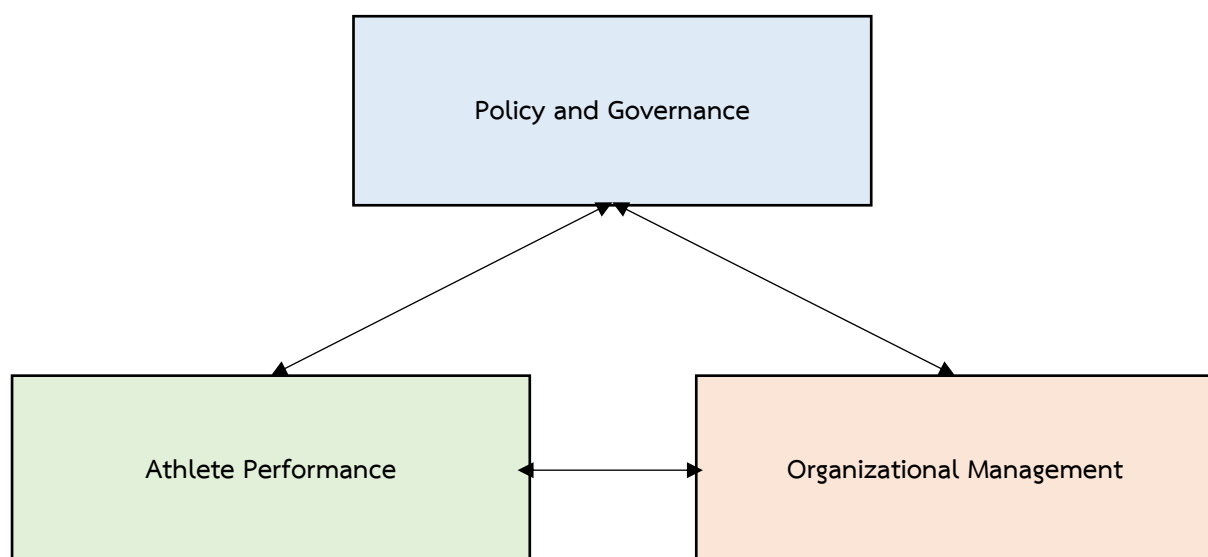 Policy and Governance
Athlete Performance
Organizational Management